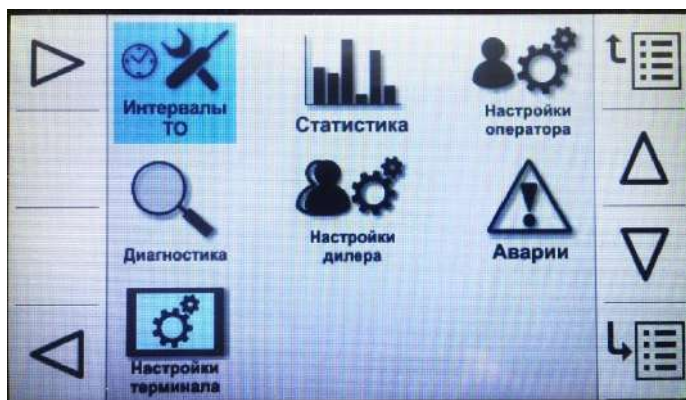 Интервалы
ТО
Статистика
Настройки
оператора
Диагностика
Настройки
дилера
Аварии
Настройки
терминала